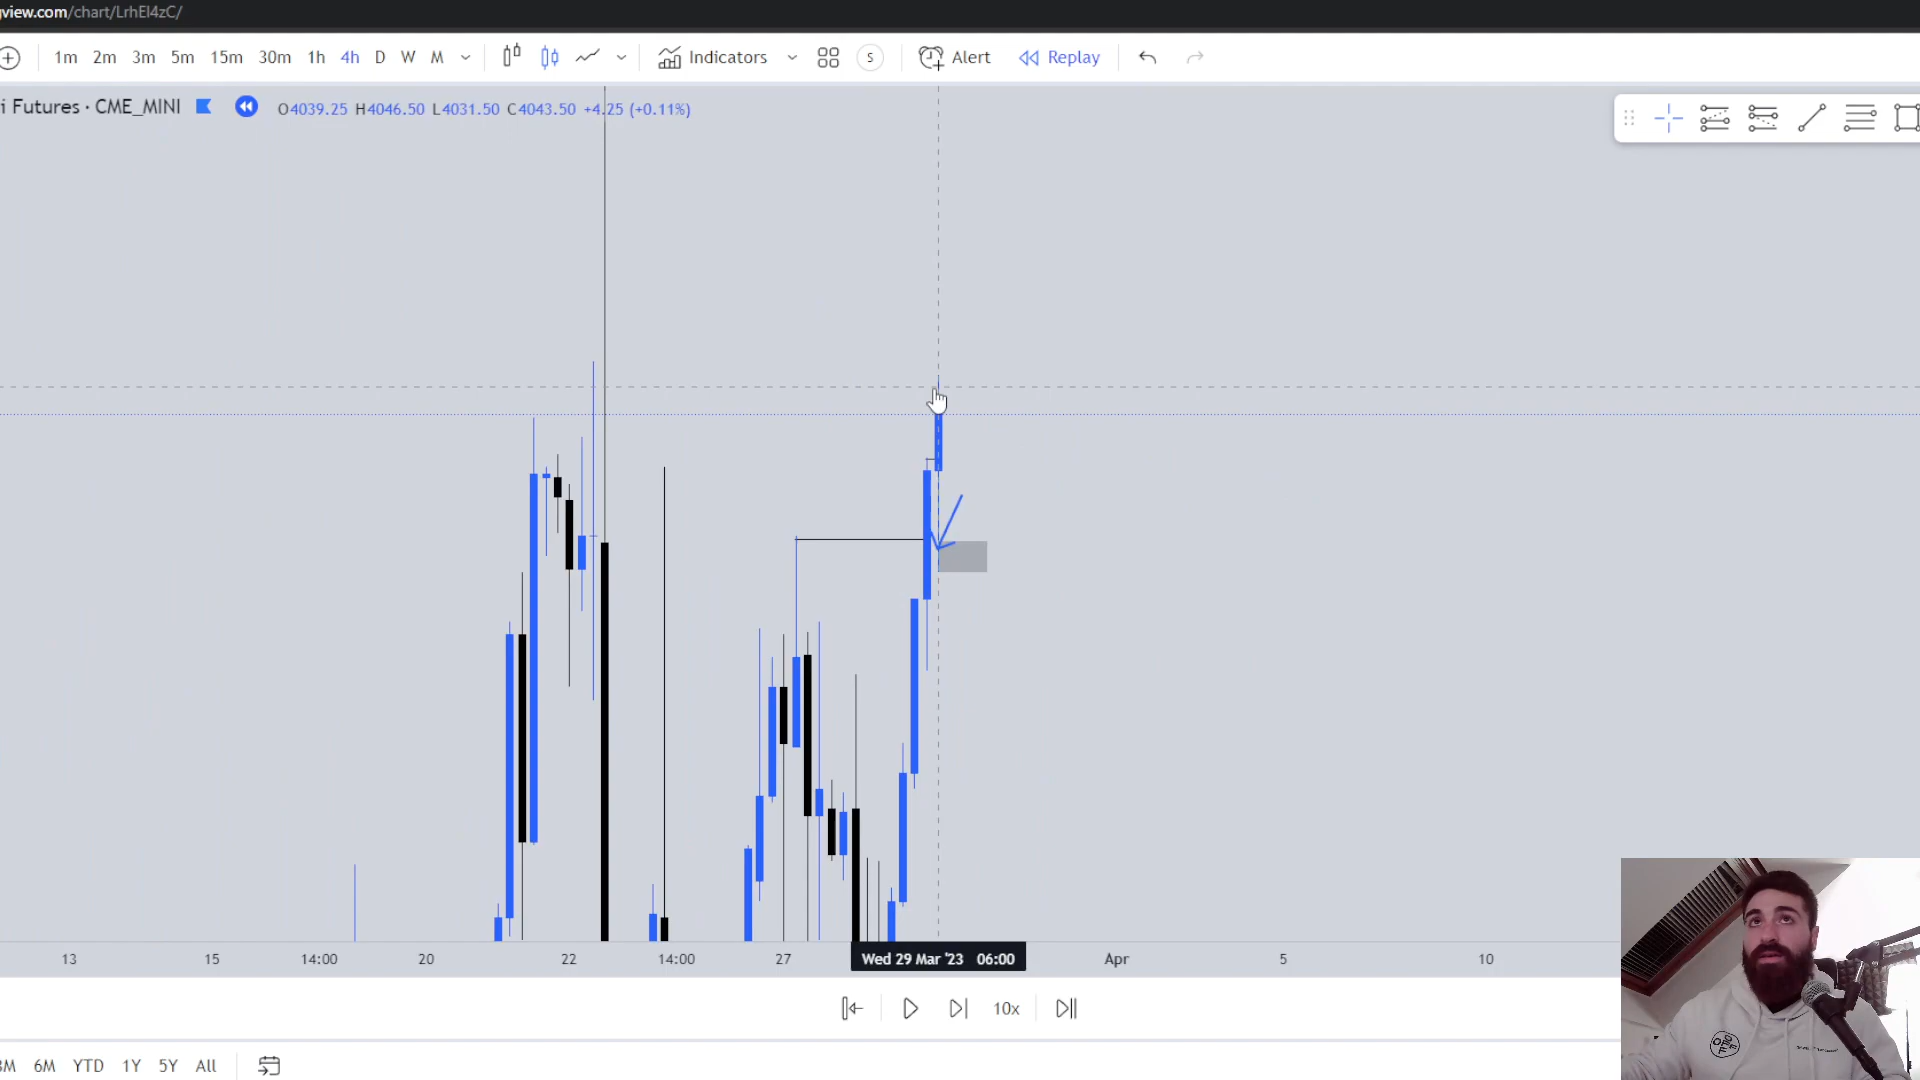 gview.com/chart/LrhEl4zC/
1m 2m 3m 5m 15m 30m 1h 4h D W M Indicators S Alert Replay
i Futures · CME_MINI O4039.25 H4046.50 L4031.50 C4043.50 +4.25 (+0.11%)
13 15 14:00 20 22 14:00 27 Wed 29 Mar '23 06:00 Apr 5 10
10x
3M 6M YTD 1Y 5Y All